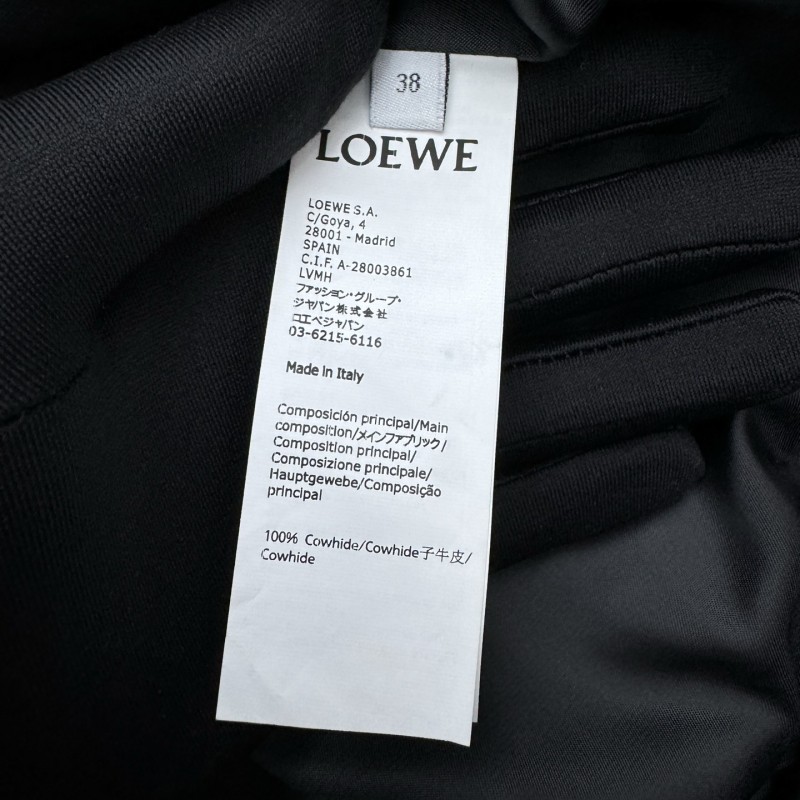 38
LOEWE
LOEWE S.A.
C/Goya, 4
28001 - Madrid
SPAIN
C.I.F. A-28003861
LVMH
ファッション・グループ・
ジャパン株式会社
ロエベジャパン
03-6215-6116
Made in Italy
Composición principal/Main
composition/メインファブリック/
Composition principal/
Composizione principale/
Hauptgewebe/Composição
principal
100% Cowhide/Cowhide子牛皮/
Cowhide